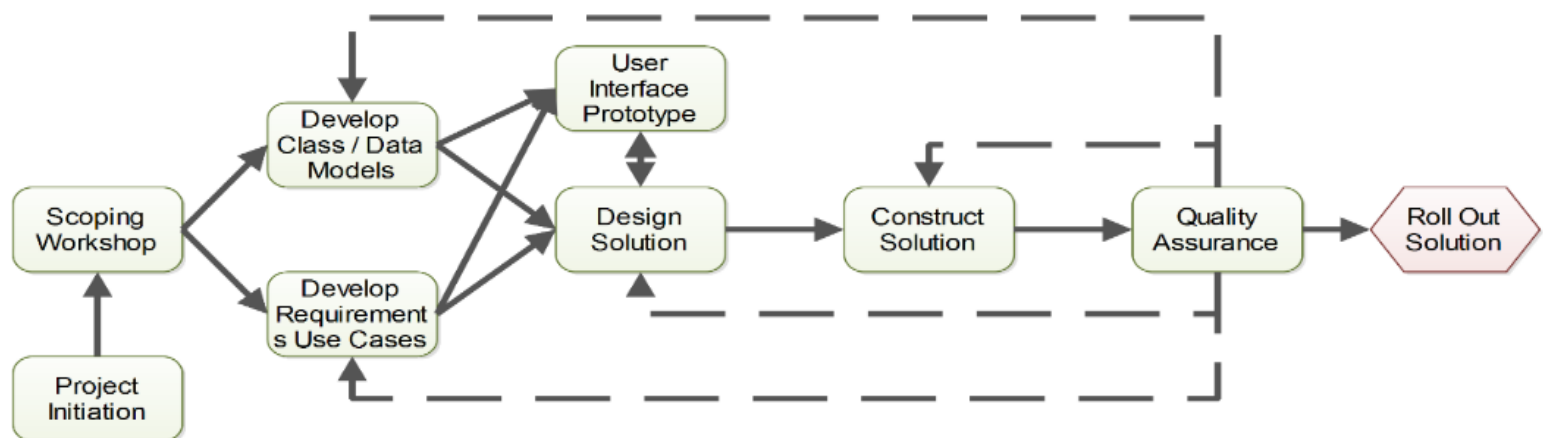 User
Interface
Prototype
Develop
Class / Data
Models
Scoping
Workshop
Design
Solution
Construct
Solution
Quality
Assurance
Roll Out
Solution
Develop
Requirement
s Use Cases
Project
Initiation